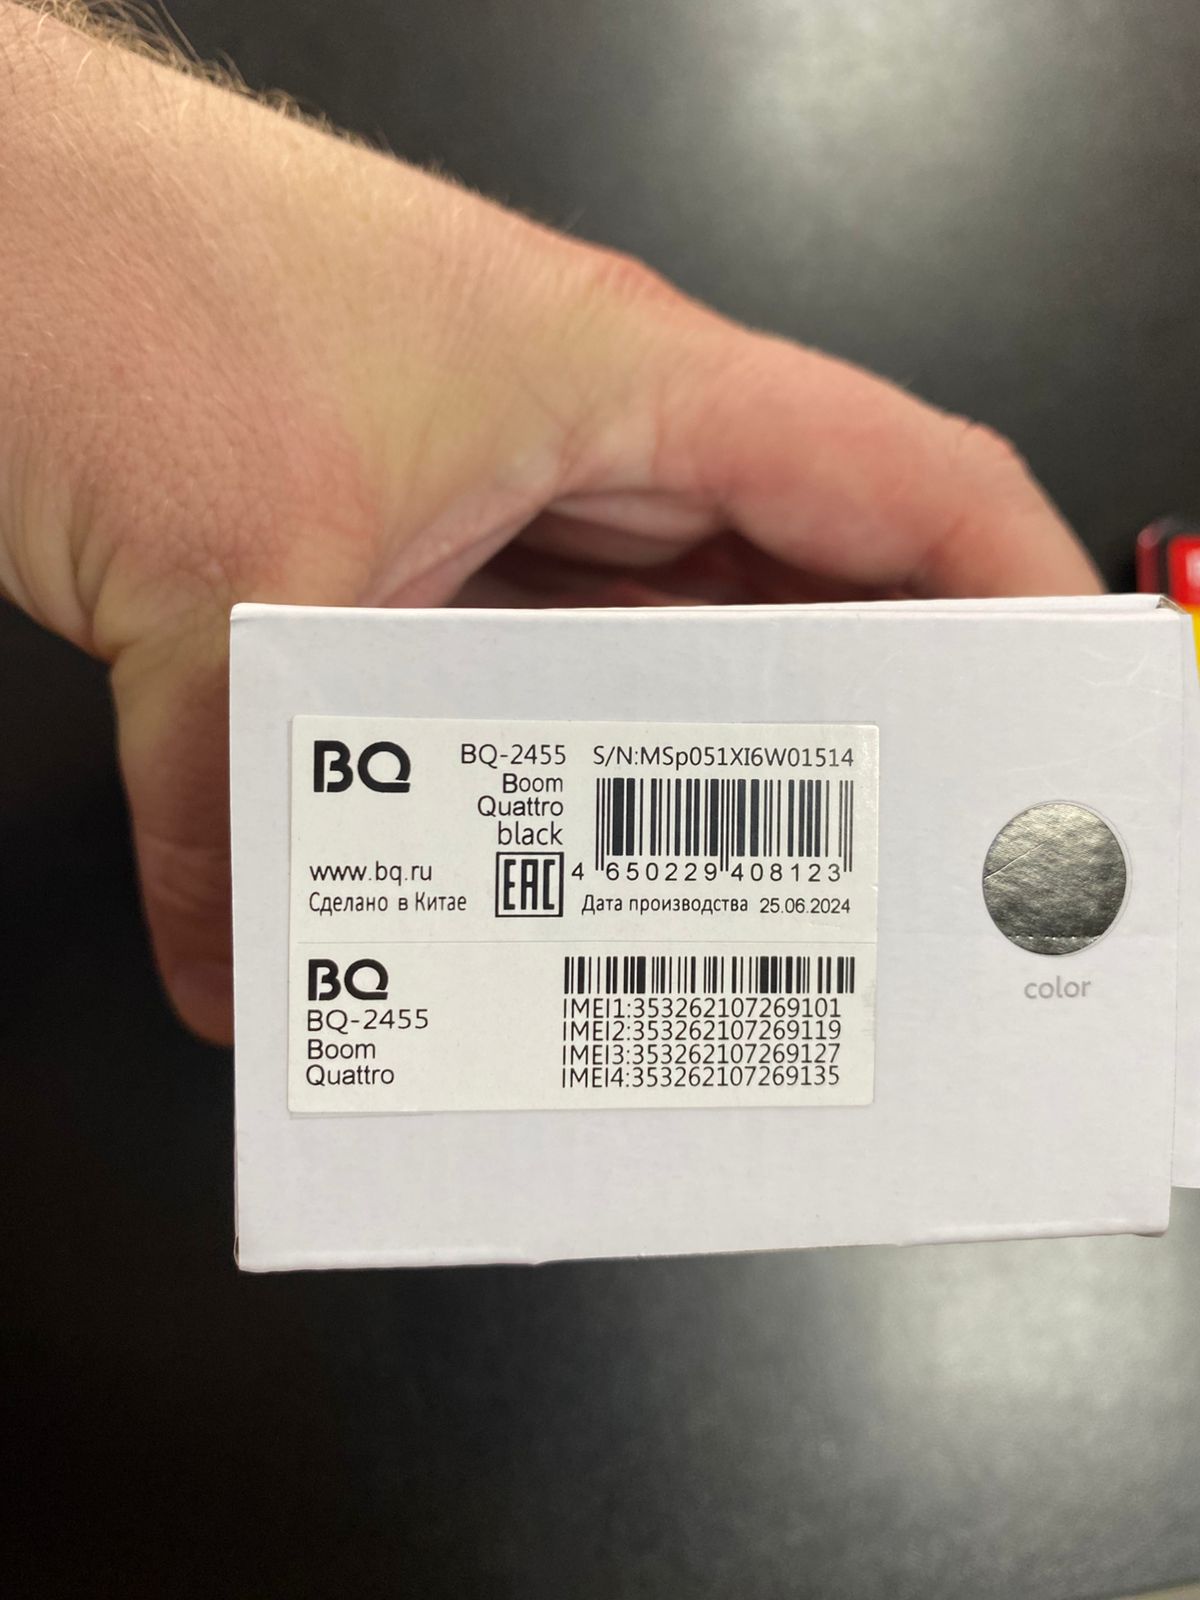 BQ
BQ-2455
Boom
Quattro
black
S/N:MSp051XI6W01514
4 650229 408123
www.bq.ru
Сделано в Китае
EAC
Дата производства 25.06.2024
BQ
BQ-2455
Boom
Quattro
IMEI1:353262107269101
IMEI2:353262107269119
IMEI3:353262107269127
IMEI4:353262107269135
color